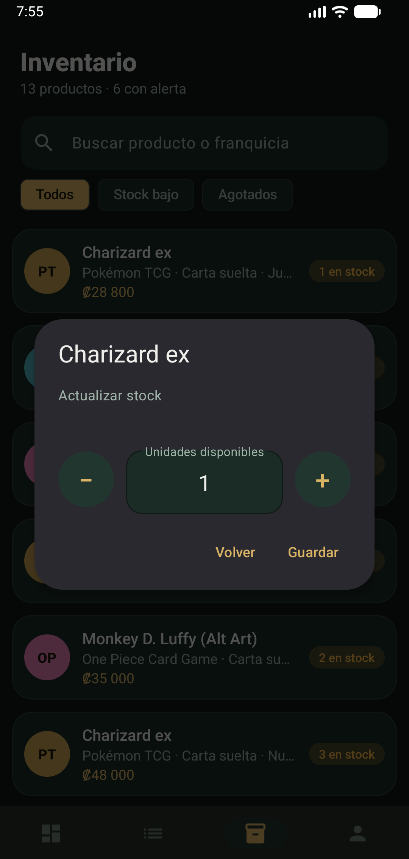 7:55
Inventario
13 productos · 6 con alerta
Buscar producto o franquicia
Todos
Stock bajo
Agotados
PT
Charizard ex
Pokémon TCG · Carta suelta · Ju...
₡28 800
1 en stock
Charizard ex
Actualizar stock
Unidades disponibles
−
1
+
Volver
Guardar
OP
Monkey D. Luffy (Alt Art)
One Piece Card Game · Carta su...
₡35 000
2 en stock
PT
Charizard ex
Pokémon TCG · Carta suelta · Nu...
₡48 000
3 en stock